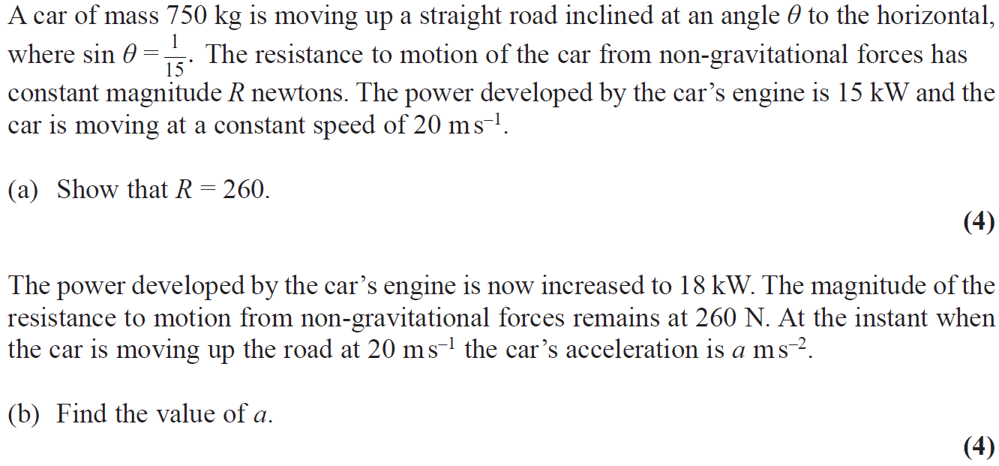 A car of mass 750 kg is moving up a straight road inclined at an angle θ to the horizontal,
where sin θ = 1/15. The resistance to motion of the car from non-gravitational forces has
constant magnitude R newtons. The power developed by the car’s engine is 15 kW and the
car is moving at a constant speed of 20 m s⁻¹.
(a) Show that R = 260.
(4)
The power developed by the car’s engine is now increased to 18 kW. The magnitude of the
resistance to motion from non-gravitational forces remains at 260 N. At the instant when
the car is moving up the road at 20 m s⁻¹ the car’s acceleration is a m s⁻².
(b) Find the value of a.
(4)